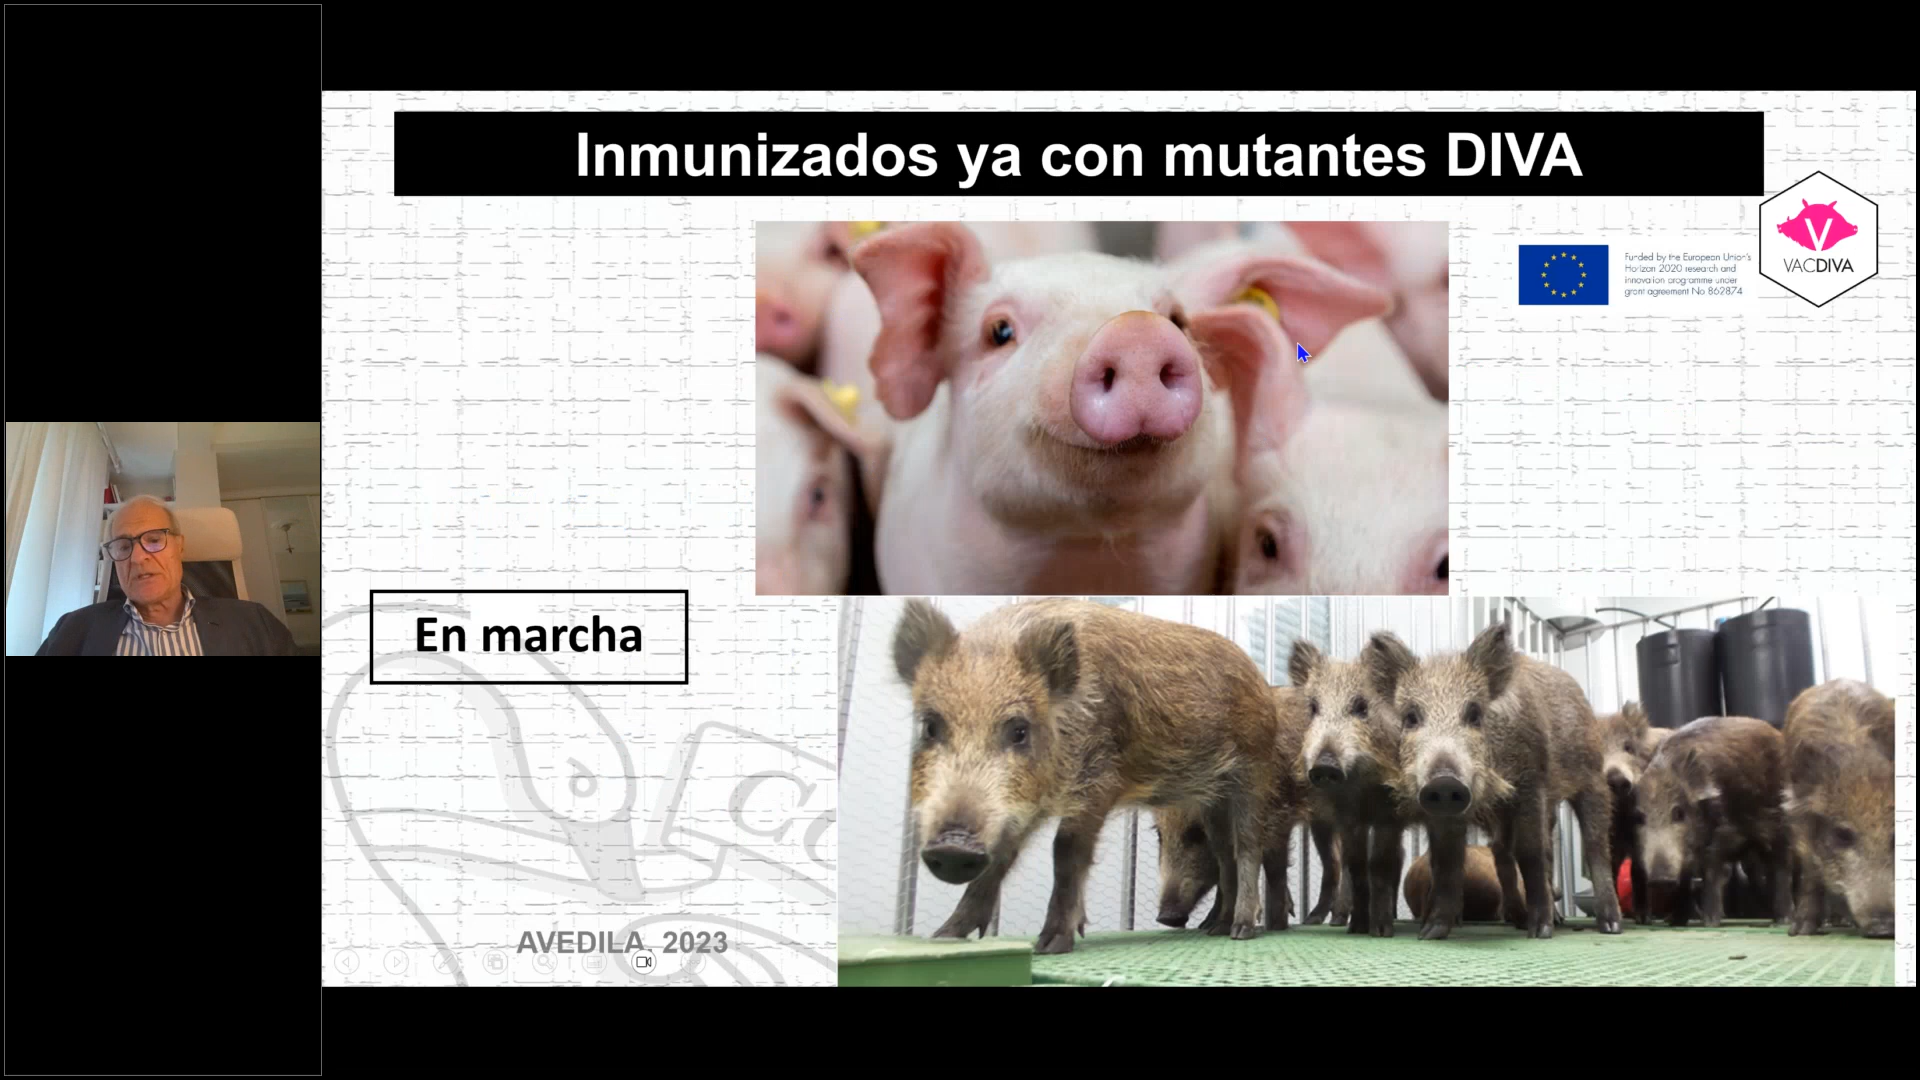 Inmunizados ya con mutantes DIVA
Funded by the European Union's
Horizon 2020 research and
innovation programme under
grant agreement No 862874
V
VACDIVA
En marcha
AVEDILA, 2023